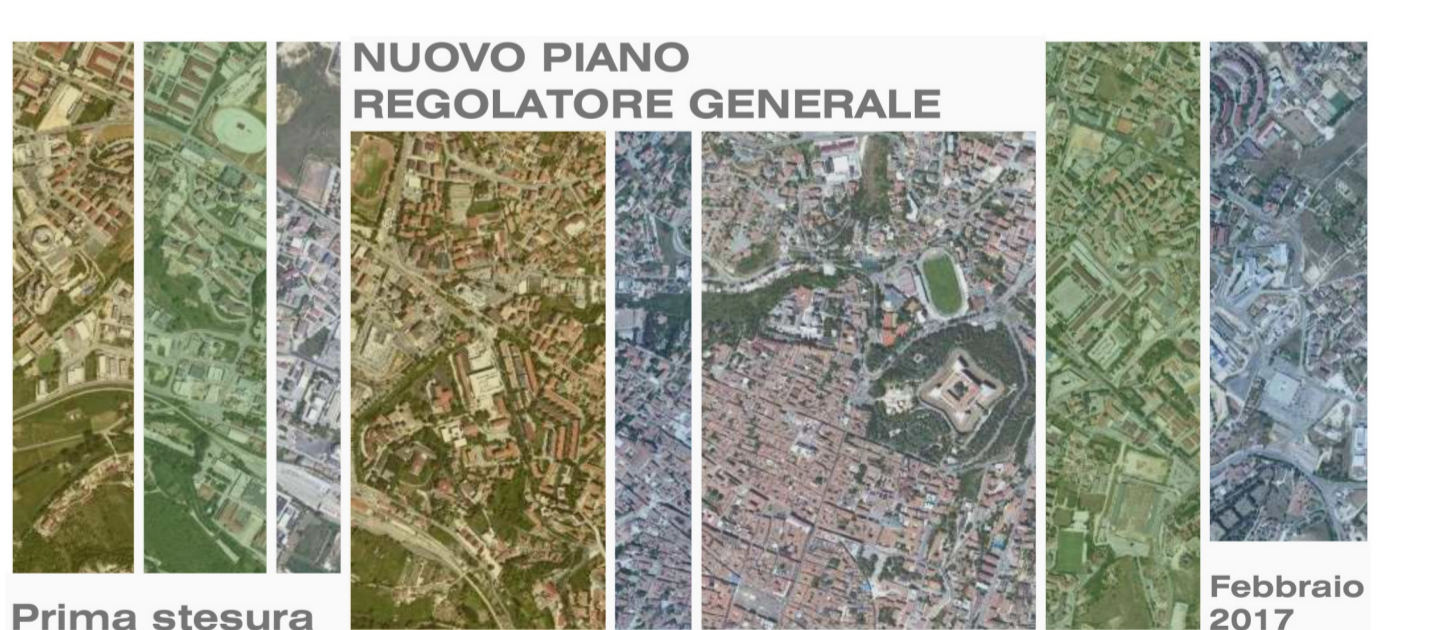 NUOVO PIANO
REGOLATORE GENERALE
Prima stesura
Febbraio
2017